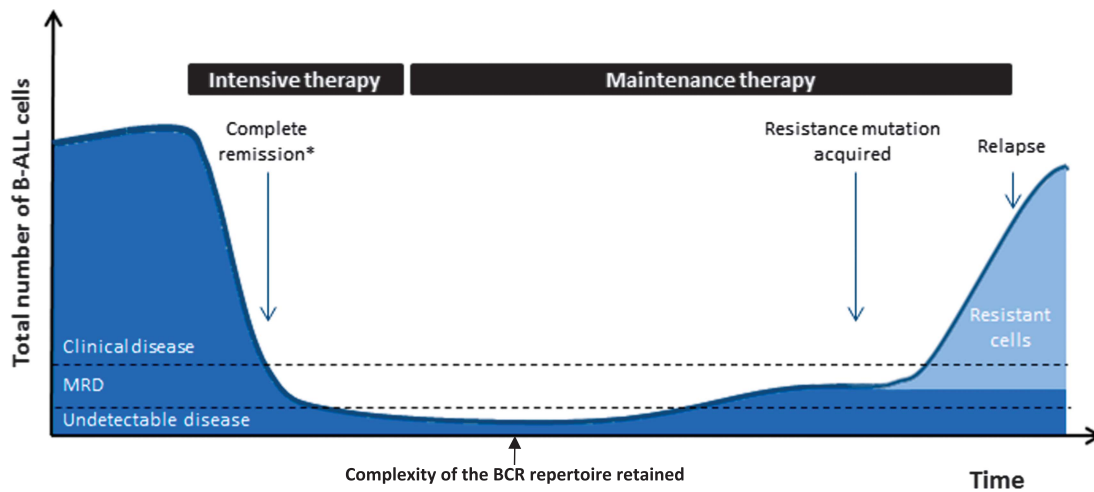 Total number of B-ALL cells
Intensive therapy
Maintenance therapy
Complete
remission*
Resistance mutation
acquired
Relapse
Resistant
cells
Clinical disease
MRD
Undetectable disease
Complexity of the BCR repertoire retained
Time